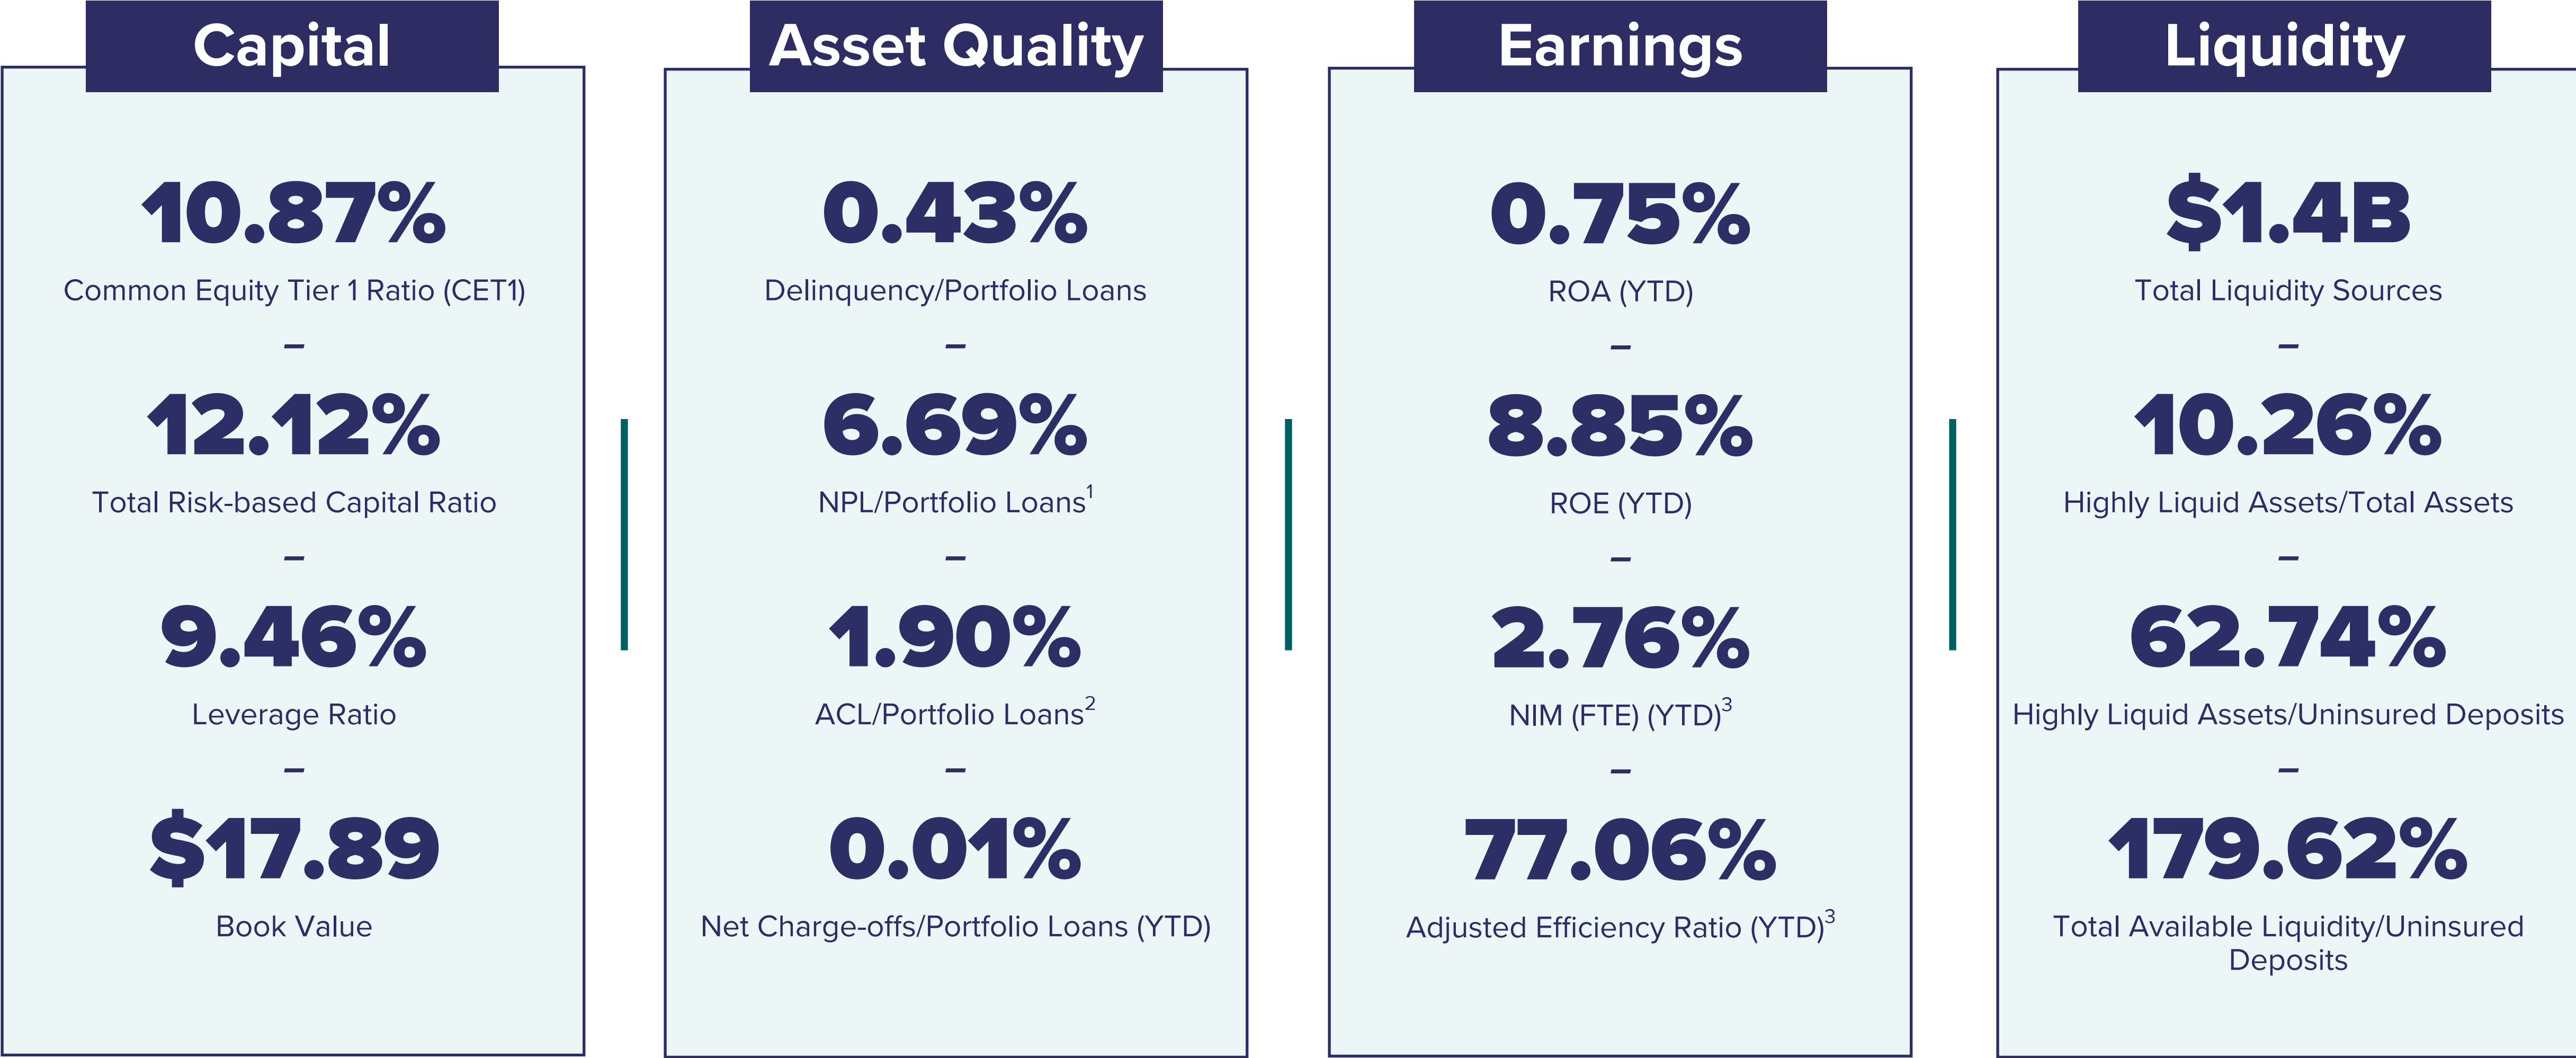 Capital
10.87%
Common Equity Tier 1 Ratio (CET1)
–
12.12%
Total Risk-based Capital Ratio
–
9.46%
Leverage Ratio
–
$17.89
Book Value
Asset Quality
0.43%
Delinquency/Portfolio Loans
–
6.69%
NPL/Portfolio Loans¹
–
1.90%
ACL/Portfolio Loans²
–
0.01%
Net Charge-offs/Portfolio Loans (YTD)
Earnings
0.75%
ROA (YTD)
–
8.85%
ROE (YTD)
–
2.76%
NIM (FTE) (YTD)³
–
77.06%
Adjusted Efficiency Ratio (YTD)³
Liquidity
$1.4B
Total Liquidity Sources
–
10.26%
Highly Liquid Assets/Total Assets
–
62.74%
Highly Liquid Assets/Uninsured Deposits
–
179.62%
Total Available Liquidity/Uninsured
Deposits